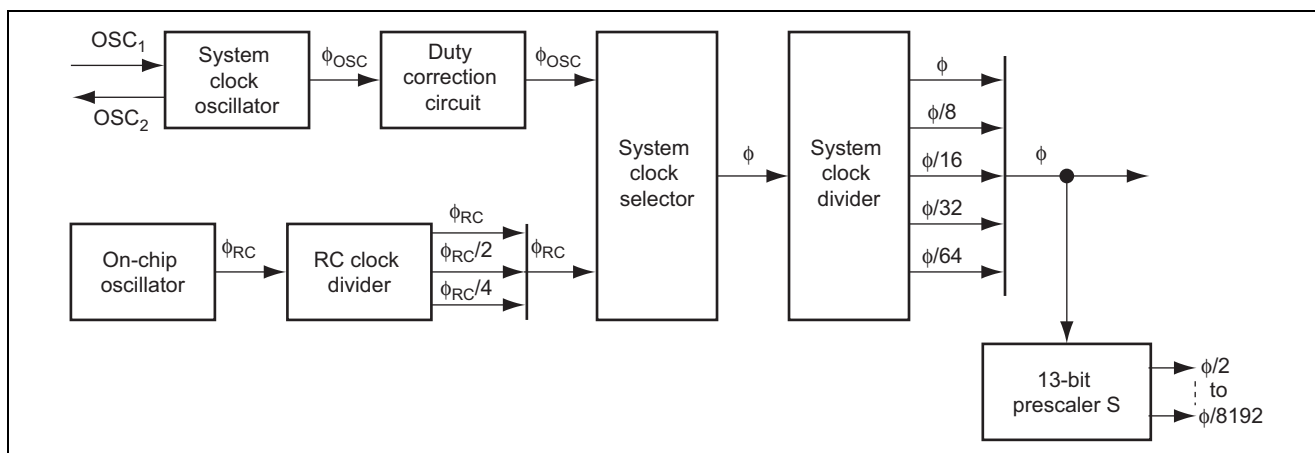 OSC₁
OSC₂
System
clock
oscillator
ϕOSC
Duty
correction
circuit
ϕOSC
On-chip
oscillator
ϕRC
RC clock
divider
ϕRC
ϕRC/2
ϕRC/4
ϕRC
System
clock
selector
ϕ
System
clock
divider
ϕ
ϕ/8
ϕ/16
ϕ/32
ϕ/64
ϕ
13-bit
prescaler S
ϕ/2
to
ϕ/8192